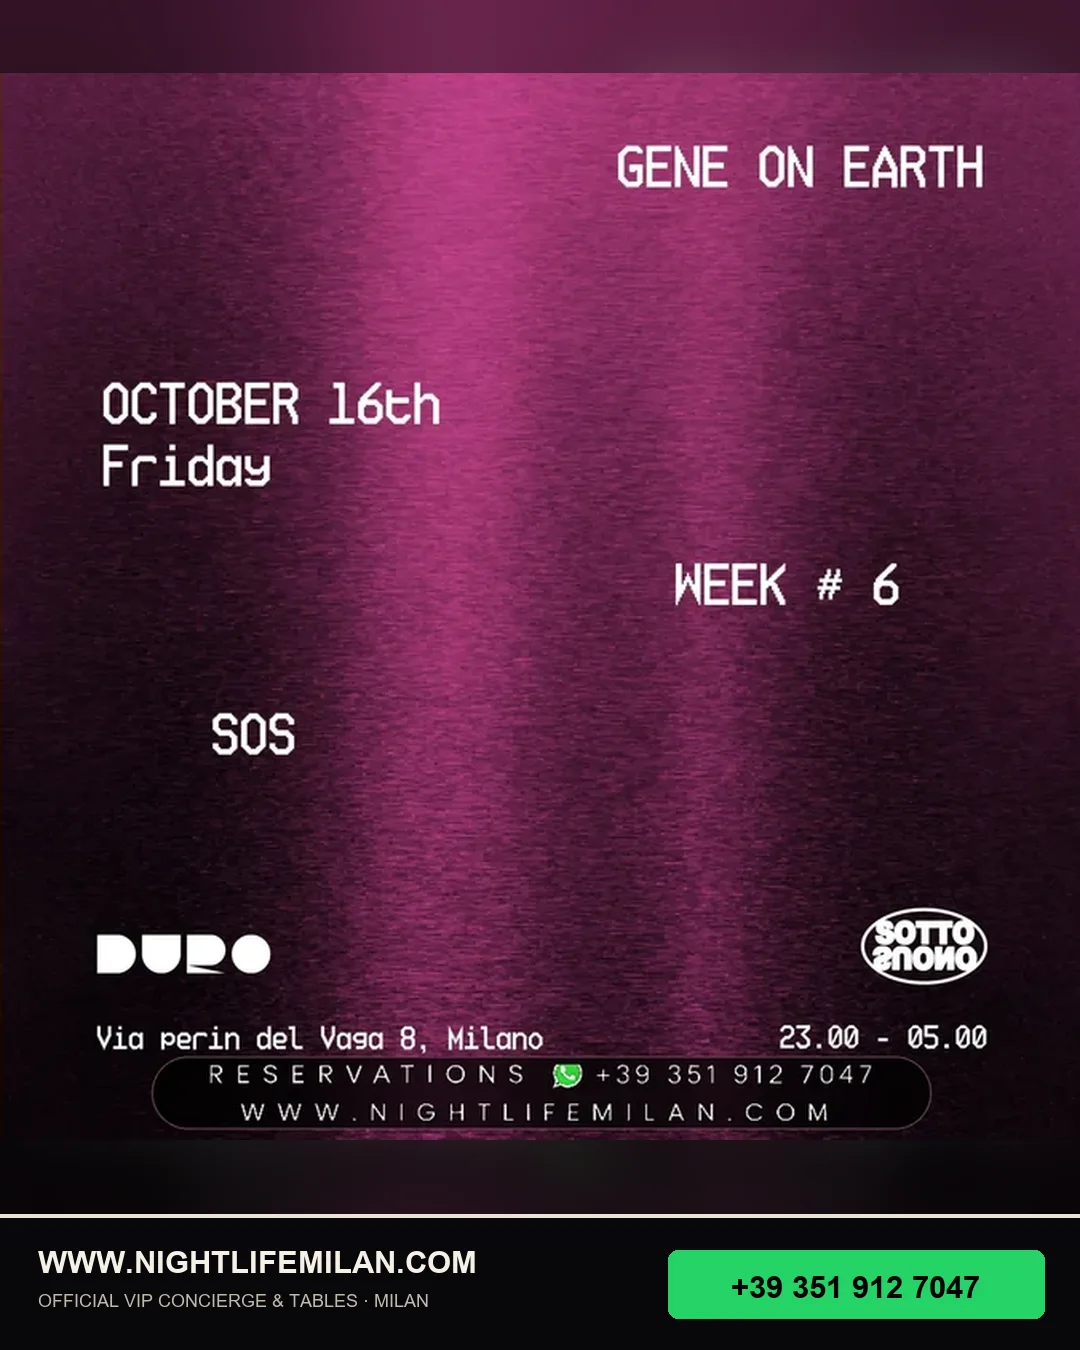 GENE ON EARTH
OCTOBER 16th
Friday
WEEK # 6
SOS
DURO
SOTTO
SUONO
Via perin del Vaga 8, Milano
23.00 - 05.00
RESERVATIONS +39 351 912 7047
WWW.NIGHTLIFEMILAN.COM
WWW.NIGHTLIFEMILAN.COM
OFFICIAL VIP CONCIERGE & TABLES · MILAN
+39 351 912 7047